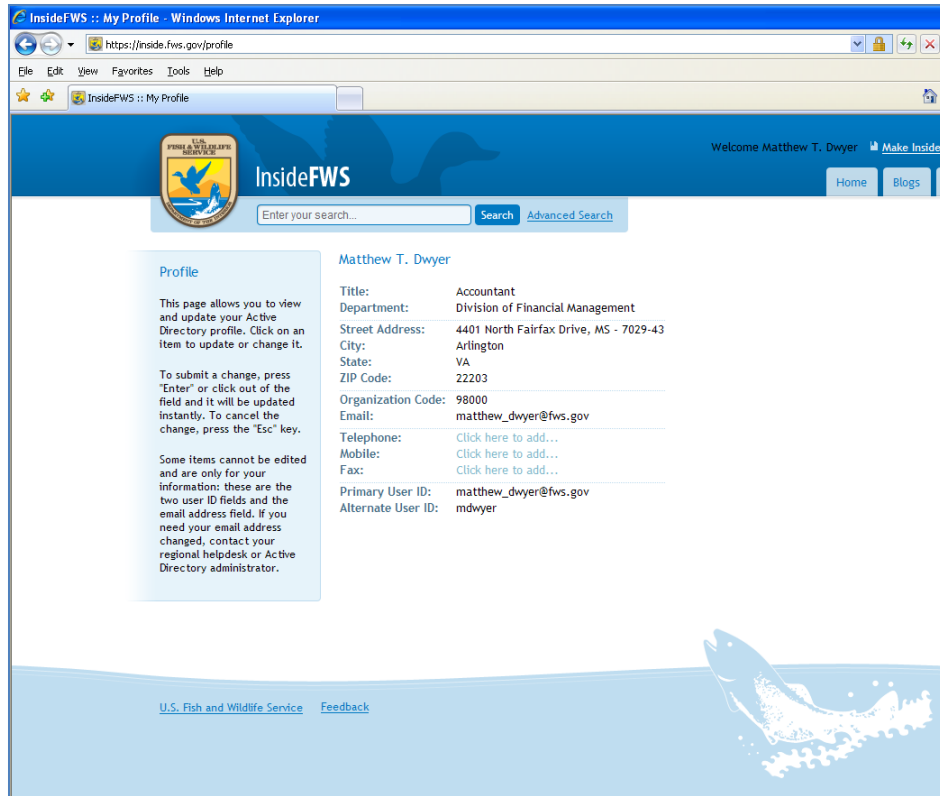 InsideFWS :: My Profile - Windows Internet Explorer
https://inside.fws.gov/profile
File Edit View Favorites Tools Help
InsideFWS :: My Profile
U.S.
FISH & WILDLIFE
SERVICE
DEPARTMENT OF THE INTERIOR
Welcome Matthew T. Dwyer Make Inside
InsideFWS
Home Blogs
Enter your search... Search Advanced Search
Profile
This page allows you to view
and update your Active
Directory profile. Click on an
item to update or change it.
To submit a change, press
"Enter" or click out of the
field and it will be updated
instantly. To cancel the
change, press the "Esc" key.
Some items cannot be edited
and are only for your
information: these are the
two user ID fields and the
email address field. If you
need your email address
changed, contact your
regional helpdesk or Active
Directory administrator.
Matthew T. Dwyer
Title: Accountant
Department: Division of Financial Management
Street Address: 4401 North Fairfax Drive, MS - 7029-43
City: Arlington
State: VA
ZIP Code: 22203
Organization Code: 98000
Email: matthew_dwyer@fws.gov
Telephone: Click here to add...
Mobile: Click here to add...
Fax: Click here to add...
Primary User ID: matthew_dwyer@fws.gov
Alternate User ID: mdwyer
U.S. Fish and Wildlife Service Feedback